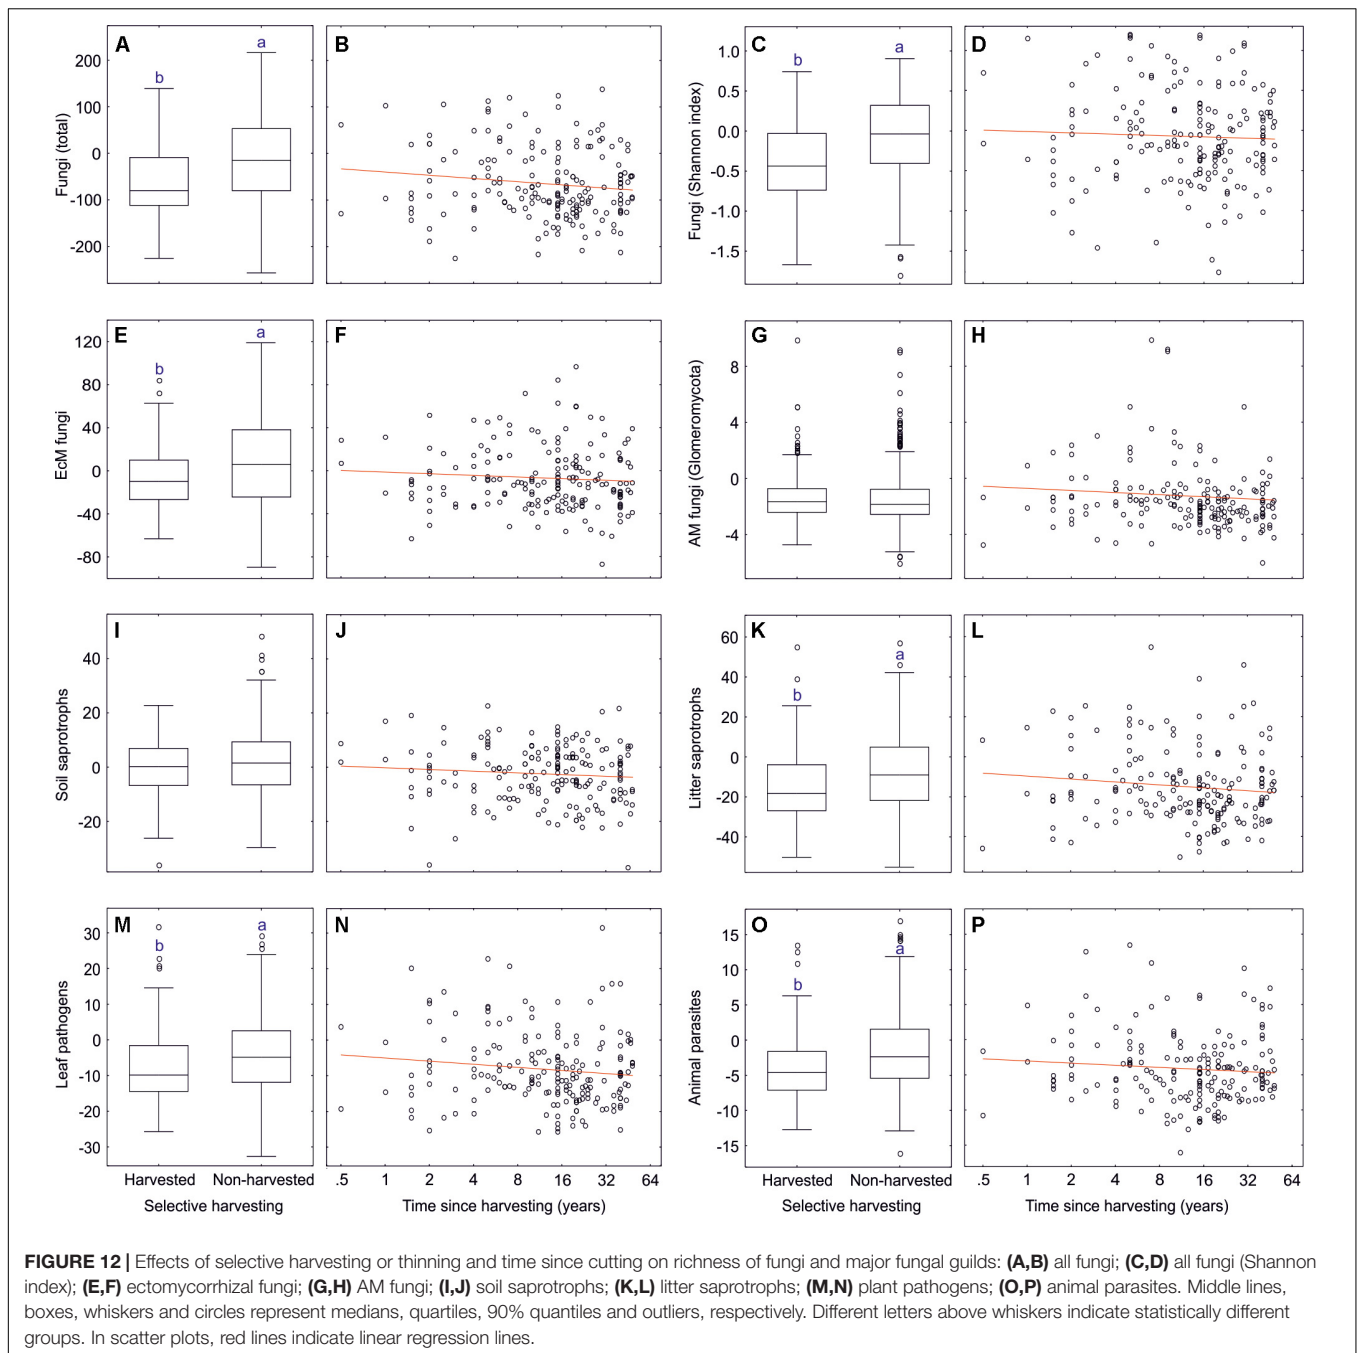 A
B
C
D
a
b
a
b
200
100
0
-100
-200
Fungi (total)
1.0
0.5
0.0
-0.5
-1.0
-1.5
Fungi (Shannon index)
E
F
G
H
a
b
120
80
40
0
-40
-80
EcM fungi
8
4
0
-4
AM fungi (Glomeromycota)
I
J
K
L
a
b
40
20
0
-20
Soil saprotrophs
60
40
20
0
-20
-40
Litter saprotrophs
M
N
O
P
a
b
a
b
30
20
10
0
-10
-20
-30
Leaf pathogens
15
10
5
0
-5
-10
-15
Animal parasites
Harvested Non-harvested
.5 1 2 4 8 16 32 64
Harvested Non-harvested
.5 1 2 4 8 16 32 64
Selective harvesting
Time since harvesting (years)
Selective harvesting
Time since harvesting (years)
FIGURE 12 | Effects of selective harvesting or thinning and time since cutting on richness of fungi and major fungal guilds: (A,B) all fungi; (C,D) all fungi (Shannon
index); (E,F) ectomycorrhizal fungi; (G,H) AM fungi; (I,J) soil saprotrophs; (K,L) litter saprotrophs; (M,N) plant pathogens; (O,P) animal parasites. Middle lines,
boxes, whiskers and circles represent medians, quartiles, 90% quantiles and outliers, respectively. Different letters above whiskers indicate statistically different
groups. In scatter plots, red lines indicate linear regression lines.